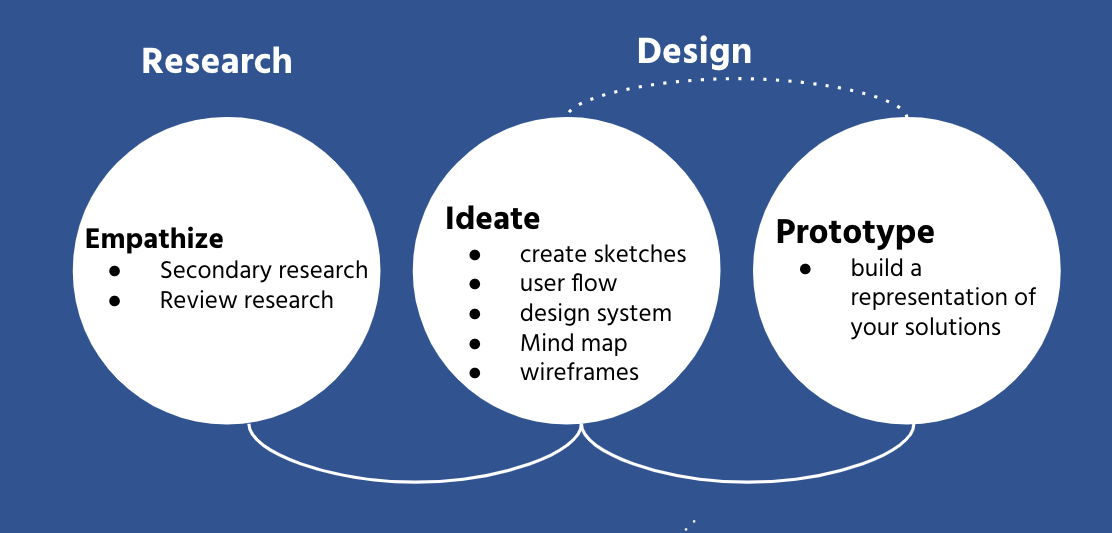 Research
Design
Empathize
● Secondary research
● Review research
Ideate
● create sketches
● user flow
● design system
● Mind map
● wireframes
Prototype
● build a
representation of
your solutions